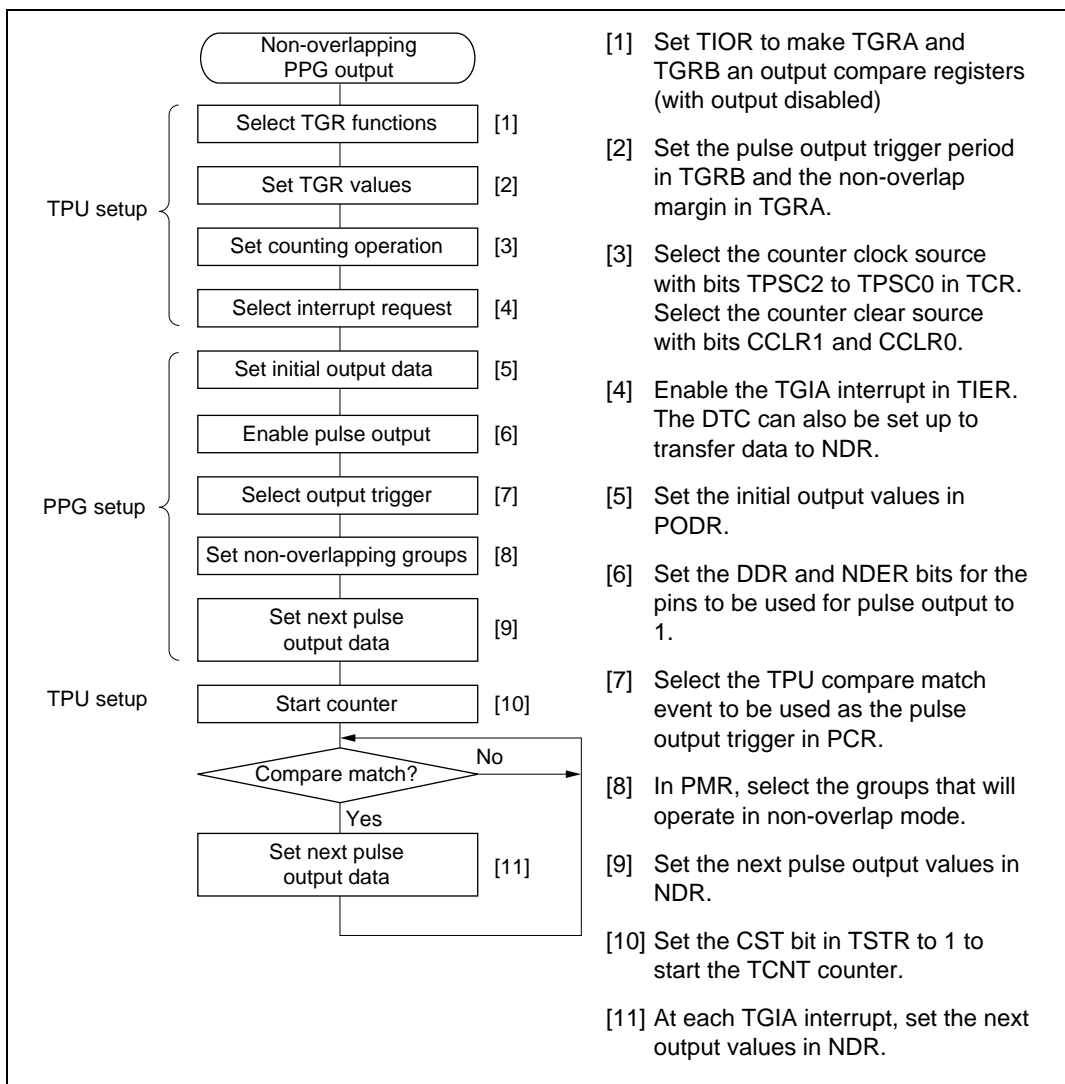 Non-overlapping
PPG output
TPU setup
Select TGR functions [1]
Set TGR values [2]
Set counting operation [3]
Select interrupt request [4]
PPG setup
Set initial output data [5]
Enable pulse output [6]
Select output trigger [7]
Set non-overlapping groups [8]
Set next pulse
output data [9]
TPU setup
Start counter [10]
Compare match?
No
Yes
Set next pulse
output data [11]
[1] Set TIOR to make TGRA and
TGRB an output compare registers
(with output disabled)
[2] Set the pulse output trigger period
in TGRB and the non-overlap
margin in TGRA.
[3] Select the counter clock source
with bits TPSC2 to TPSC0 in TCR.
Select the counter clear source
with bits CCLR1 and CCLR0.
[4] Enable the TGIA interrupt in TIER.
The DTC can also be set up to
transfer data to NDR.
[5] Set the initial output values in
PODR.
[6] Set the DDR and NDER bits for the
pins to be used for pulse output to
1.
[7] Select the TPU compare match
event to be used as the pulse
output trigger in PCR.
[8] In PMR, select the groups that will
operate in non-overlap mode.
[9] Set the next pulse output values in
NDR.
[10] Set the CST bit in TSTR to 1 to
start the TCNT counter.
[11] At each TGIA interrupt, set the next
output values in NDR.